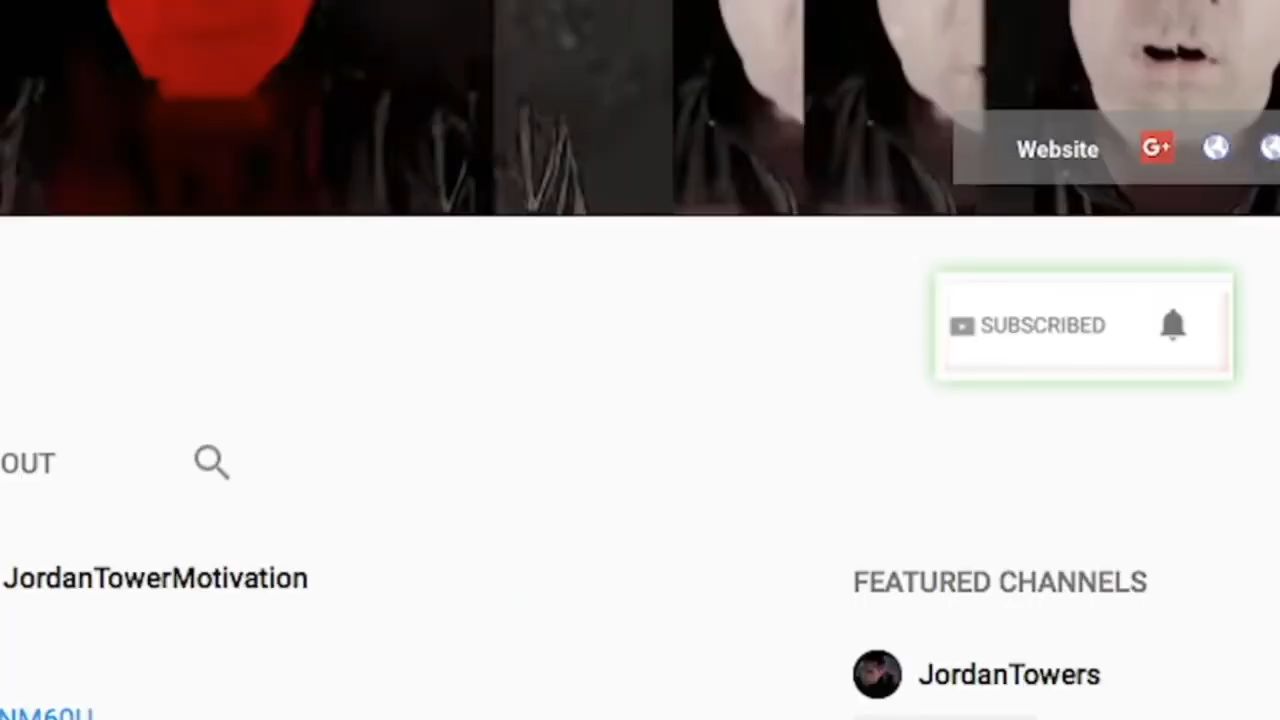 Website G+
SUBSCRIBED
OUT
JordanTowerMotivation
FEATURED CHANNELS
JordanTowers